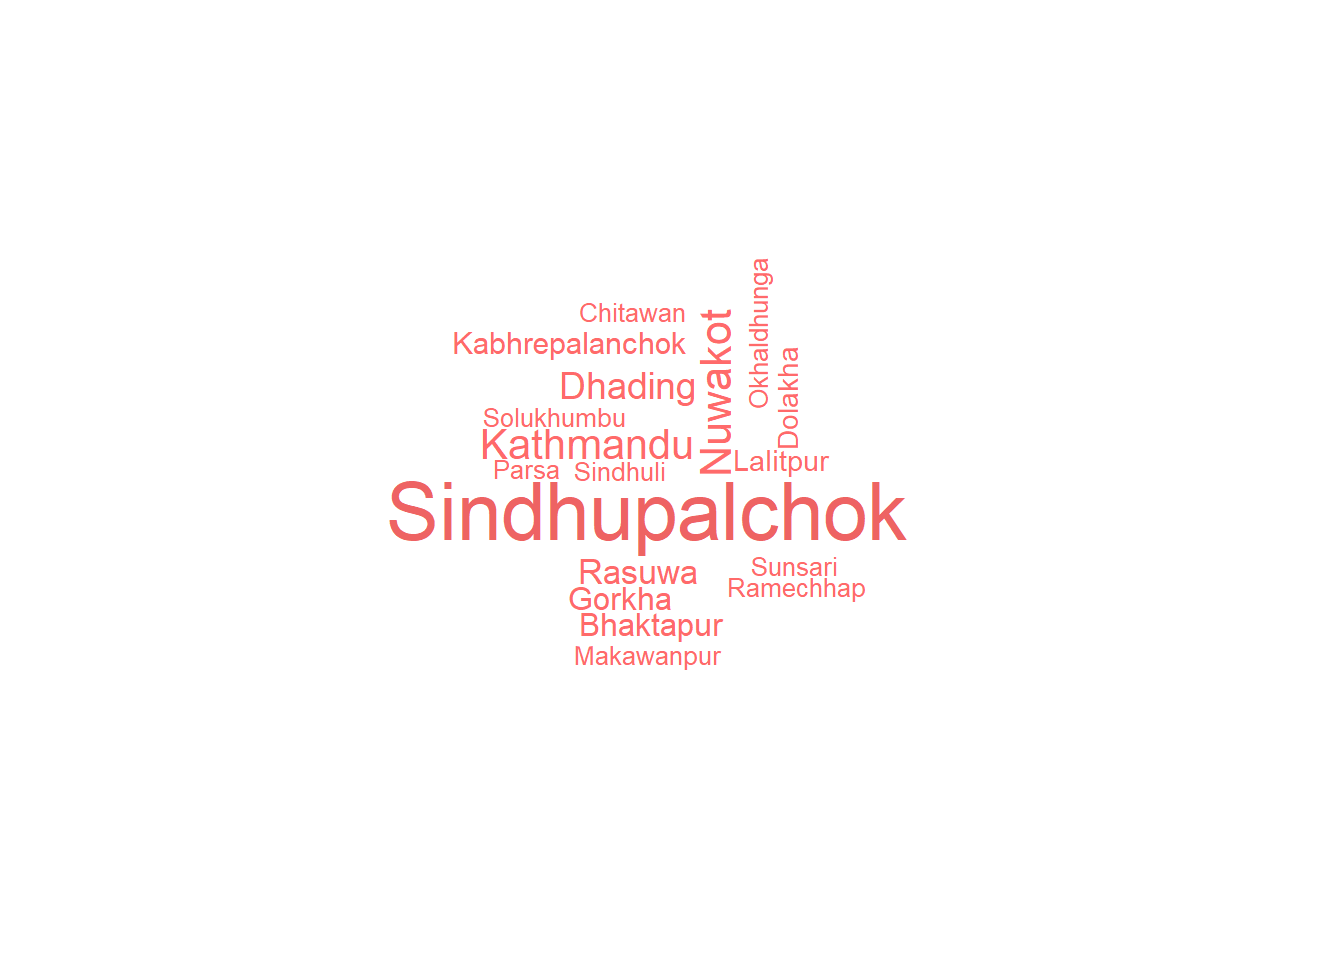 Chitawan
Kabhrepalanchok
Dhading
Solukhumbu
Kathmandu
Parsa
Sindhuli
Nuwakot
Okhaldhunga
Dolakha
Lalitpur
Sindhupalchok
Rasuwa
Gorkha
Bhaktapur
Makawanpur
Sunsari
Ramechhap